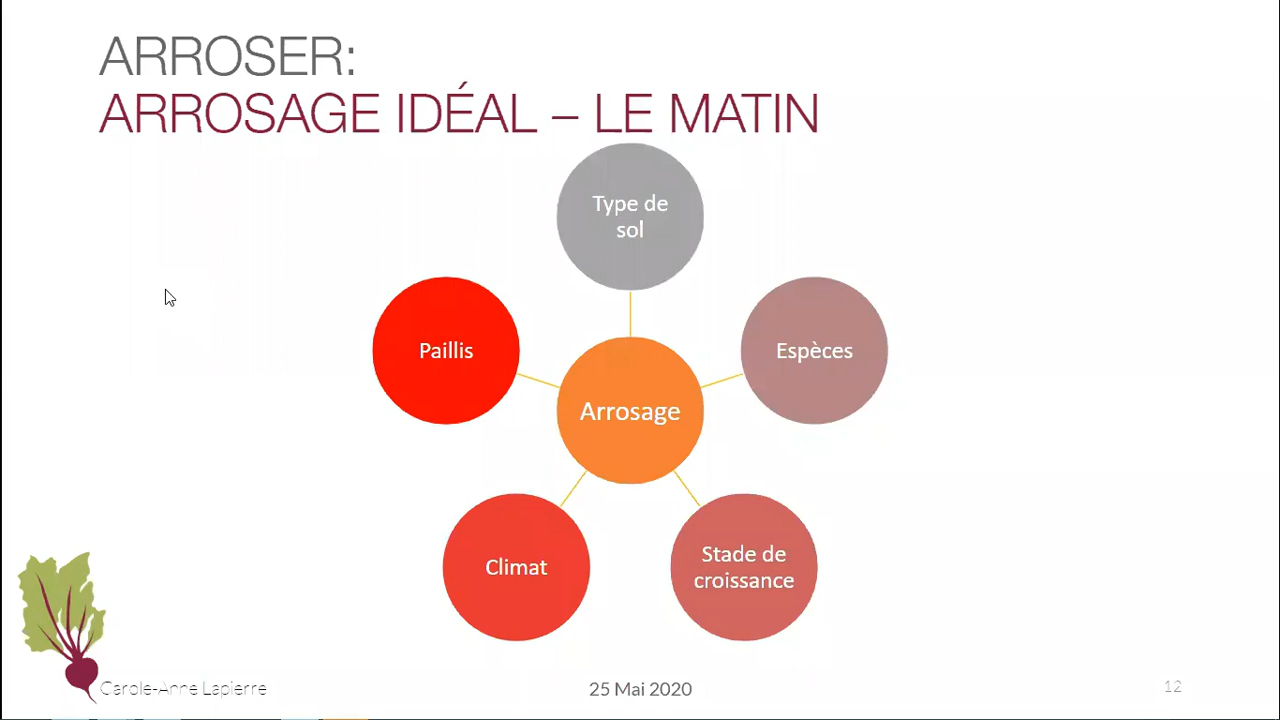 ARROSER:
ARROSAGE IDÉAL – LE MATIN
Type de
sol
Paillis
Espèces
Arrosage
Climat
Stade de
croissance
Carole-Anne Lapierre
25 Mai 2020
12